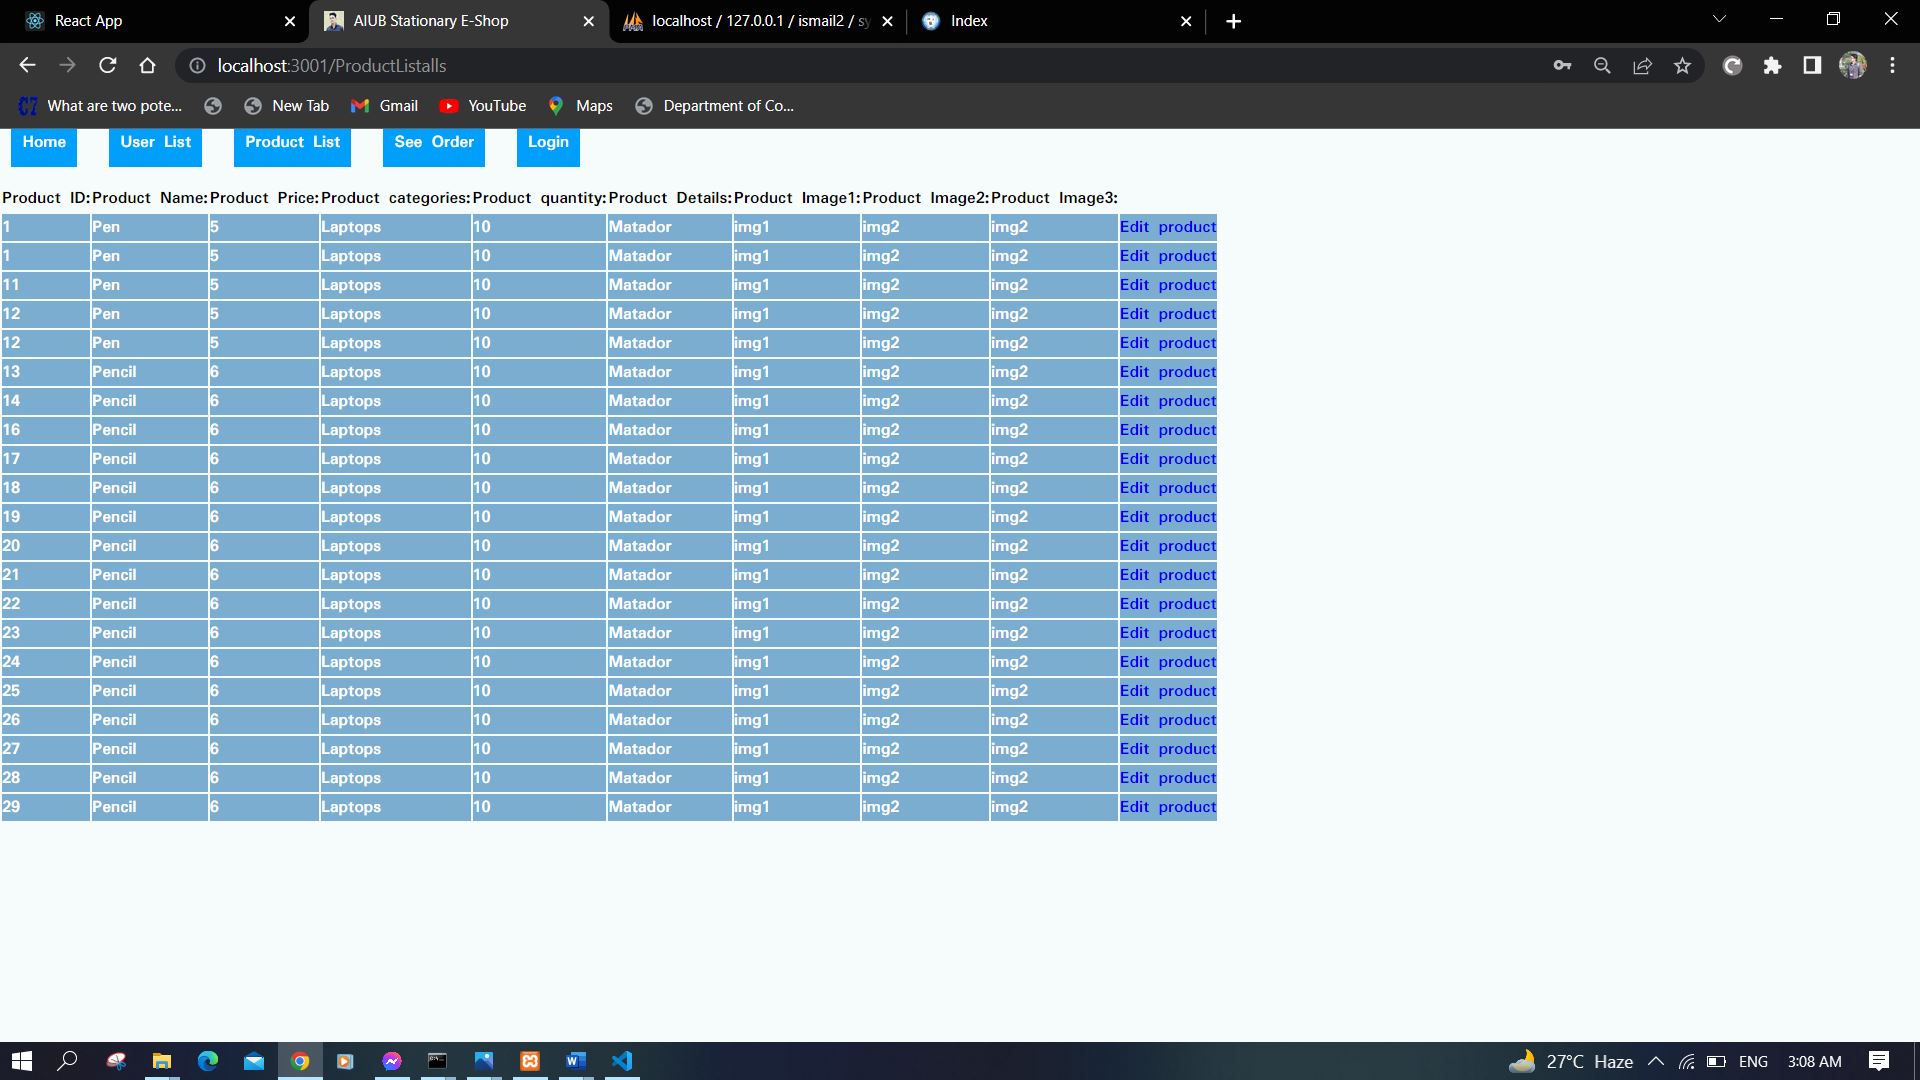 React App
AIUB Stationary E-Shop
localhost / 127.0.0.1 / ismail2 / sy
Index
localhost:3001/ProductListalls
What are two pote...
New Tab
Gmail
YouTube
Maps
Department of Co...
Home
User List
Product List
See Order
Login
Product ID: Product Name: Product Price: Product categories: Product quantity: Product Details: Product Image1: Product Image2: Product Image3:
1 Pen 5 Laptops 10 Matador img1 img2 img2 Edit product
1 Pen 5 Laptops 10 Matador img1 img2 img2 Edit product
11 Pen 5 Laptops 10 Matador img1 img2 img2 Edit product
12 Pen 5 Laptops 10 Matador img1 img2 img2 Edit product
12 Pen 5 Laptops 10 Matador img1 img2 img2 Edit product
13 Pencil 6 Laptops 10 Matador img1 img2 img2 Edit product
14 Pencil 6 Laptops 10 Matador img1 img2 img2 Edit product
16 Pencil 6 Laptops 10 Matador img1 img2 img2 Edit product
17 Pencil 6 Laptops 10 Matador img1 img2 img2 Edit product
18 Pencil 6 Laptops 10 Matador img1 img2 img2 Edit product
19 Pencil 6 Laptops 10 Matador img1 img2 img2 Edit product
20 Pencil 6 Laptops 10 Matador img1 img2 img2 Edit product
21 Pencil 6 Laptops 10 Matador img1 img2 img2 Edit product
22 Pencil 6 Laptops 10 Matador img1 img2 img2 Edit product
23 Pencil 6 Laptops 10 Matador img1 img2 img2 Edit product
24 Pencil 6 Laptops 10 Matador img1 img2 img2 Edit product
25 Pencil 6 Laptops 10 Matador img1 img2 img2 Edit product
26 Pencil 6 Laptops 10 Matador img1 img2 img2 Edit product
27 Pencil 6 Laptops 10 Matador img1 img2 img2 Edit product
28 Pencil 6 Laptops 10 Matador img1 img2 img2 Edit product
29 Pencil 6 Laptops 10 Matador img1 img2 img2 Edit product
27°C Haze
ENG
3:08 AM